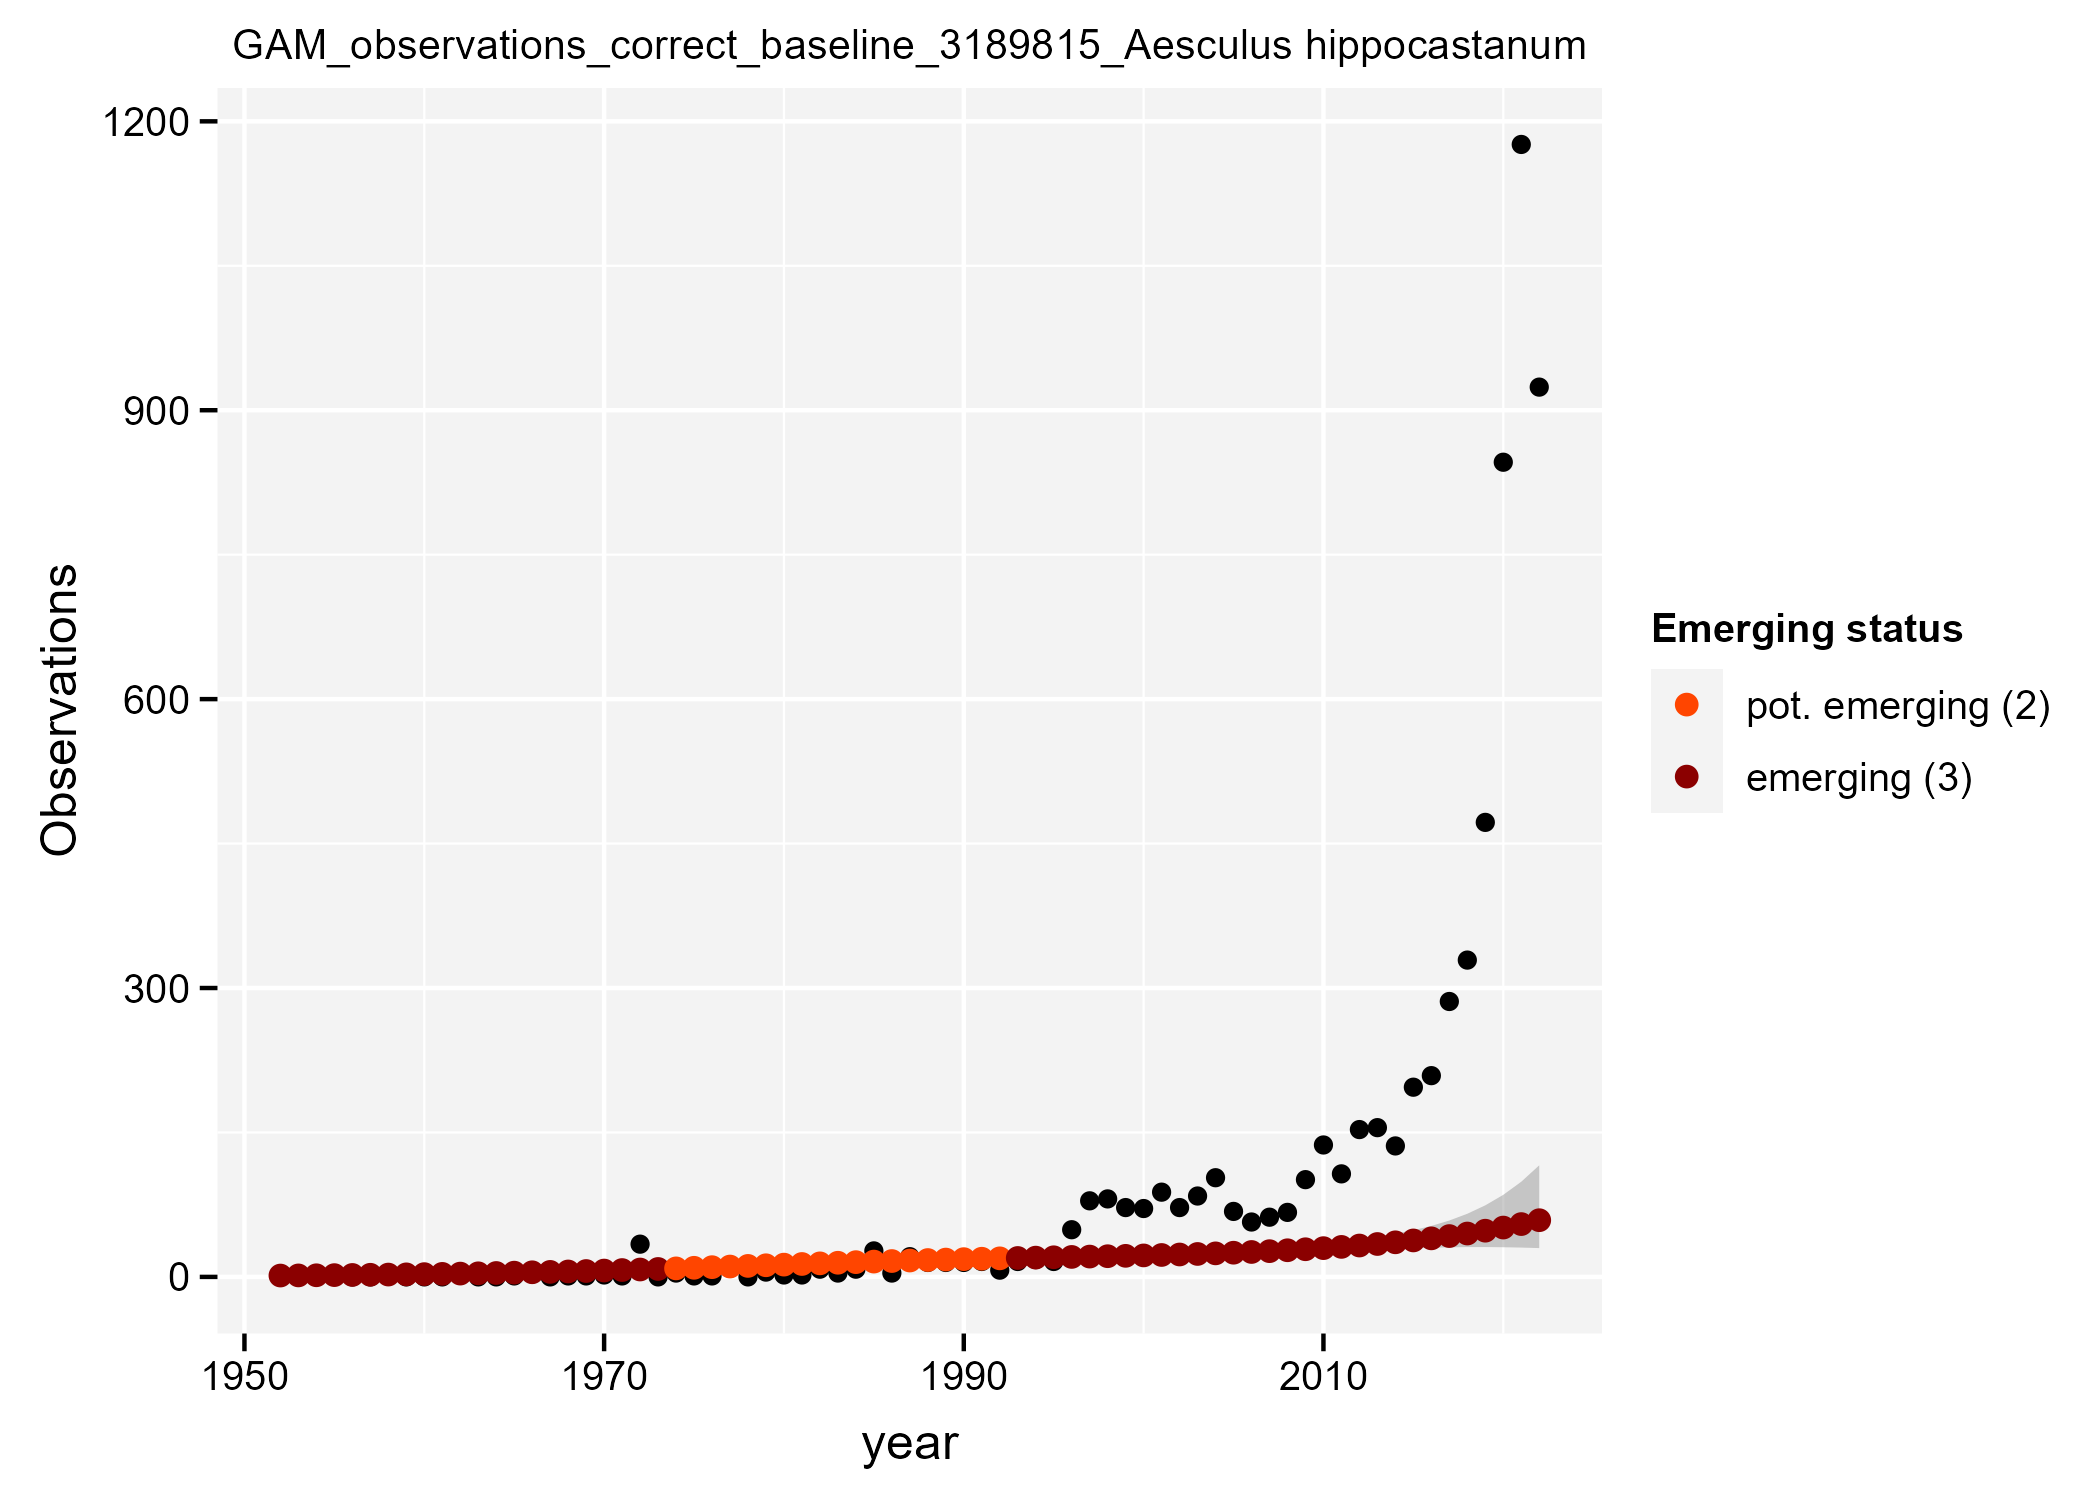 GAM_observations_correct_baseline_3189815_Aesculus hippocastanum
1200
900
600
300
0
Observations
1950
1970
1990
2010
year
Emerging status
pot. emerging (2)
emerging (3)